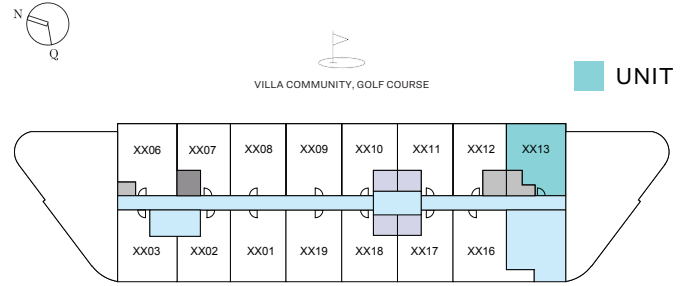 N
Q
VILLA COMMUNITY, GOLF COURSE
UNIT
XX06 XX07 XX08 XX09 XX10 XX11 XX12 XX13
XX03 XX02 XX01 XX19 XX18 XX17 XX16